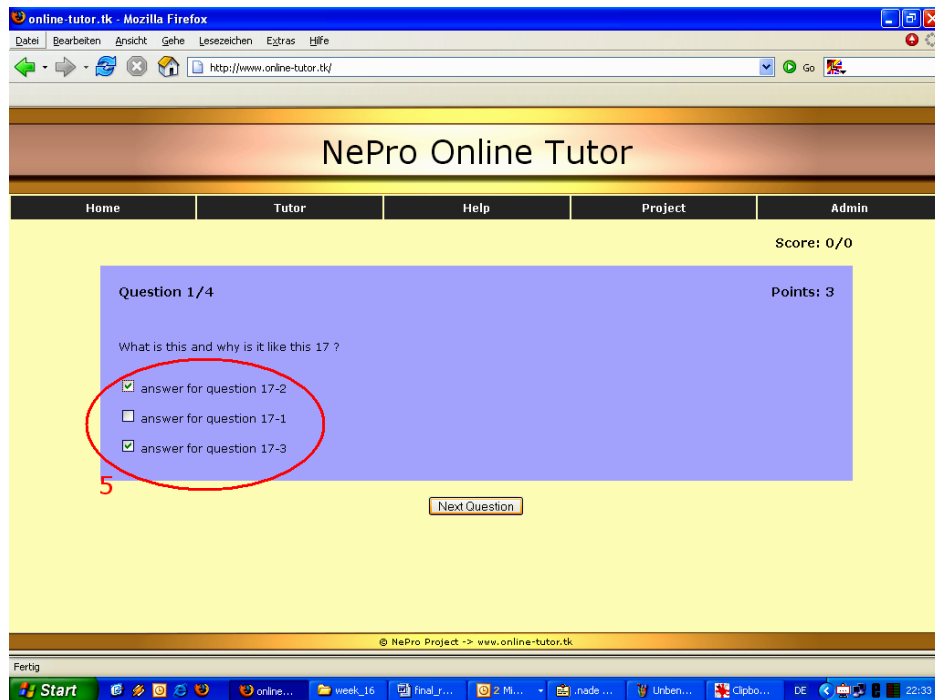 online-tutor.tk - Mozilla Firefox
Datei Bearbeiten Ansicht Gehe Lesezeichen Extras Hilfe
http://www.online-tutor.tk/ Go
NePro Online Tutor
Home Tutor Help Project Admin
Score: 0/0
Question 1/4 Points: 3
What is this and why is it like this 17 ?
answer for question 17-2
answer for question 17-1
answer for question 17-3
5
Next Question
© NePro Project -> www.online-tutor.tk
Fertig
Start online... week_16 final_r... 2 Mi... .nade ... Unben... Clipbo... DE 22:33